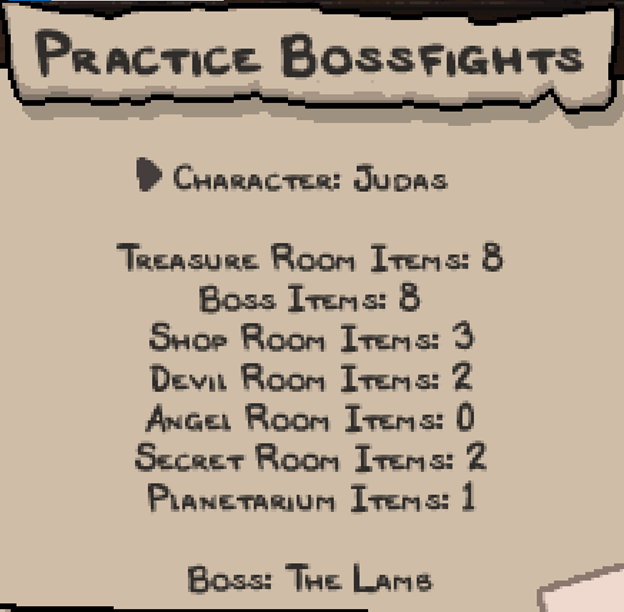 Practice Bossfights
Character: Judas
Treasure Room Items: 8
Boss Items: 8
Shop Room Items: 3
Devil Room Items: 2
Angel Room Items: 0
Secret Room Items: 2
Planetarium Items: 1
Boss: The Lamb